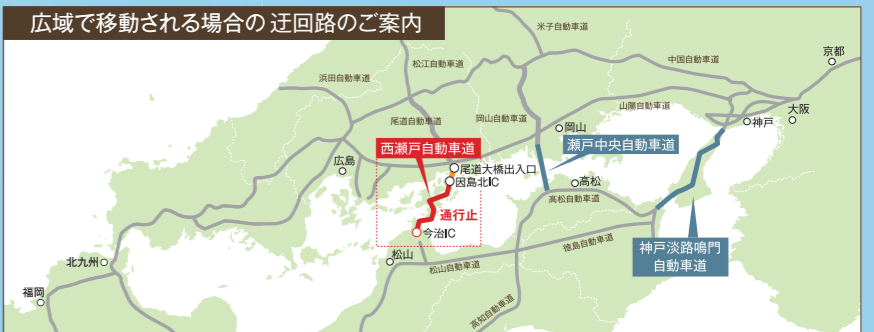 広域で移動される場合の迂回路のご案内
米子自動車道
京都
松江自動車道
中国自動車道
浜田自動車道
山陽自動車道
大阪
尾道自動車道
岡山自動車道
神戸
岡山
西瀬戸自動車道
瀬戸中央自動車道
広島
尾道大橋出入口
因島北IC
高松
高松自動車道
通行止
今治IC
徳島自動車道
神戸淡路鳴門
自動車道
松山
松山自動車道
北九州
福岡
高知自動車道